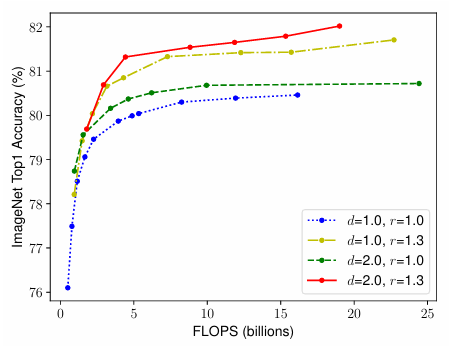 82
81
80
79
78
77
76
ImageNet Top1 Accuracy (%)
d=1.0, r=1.0
d=1.0, r=1.3
d=2.0, r=1.0
d=2.0, r=1.3
0 5 10 15 20 25
FLOPS (billions)